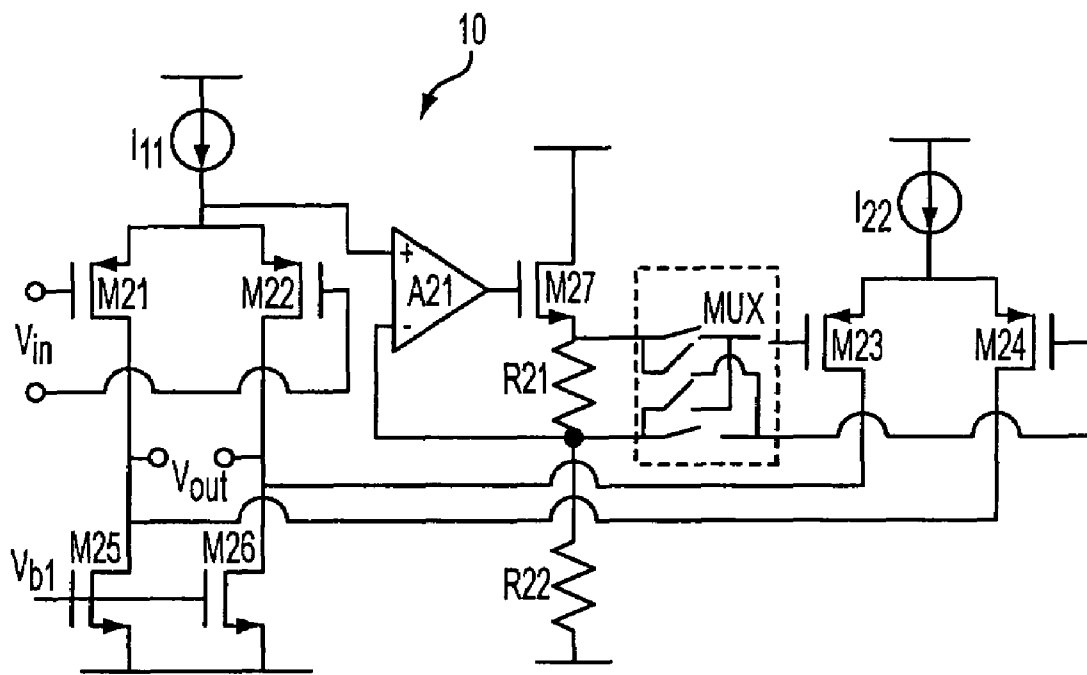 10
I11
I22
+
A21
-
M21
M22
M27
MUX
M23
M24
Vin
R21
Vout
M25
M26
Vb1
R22